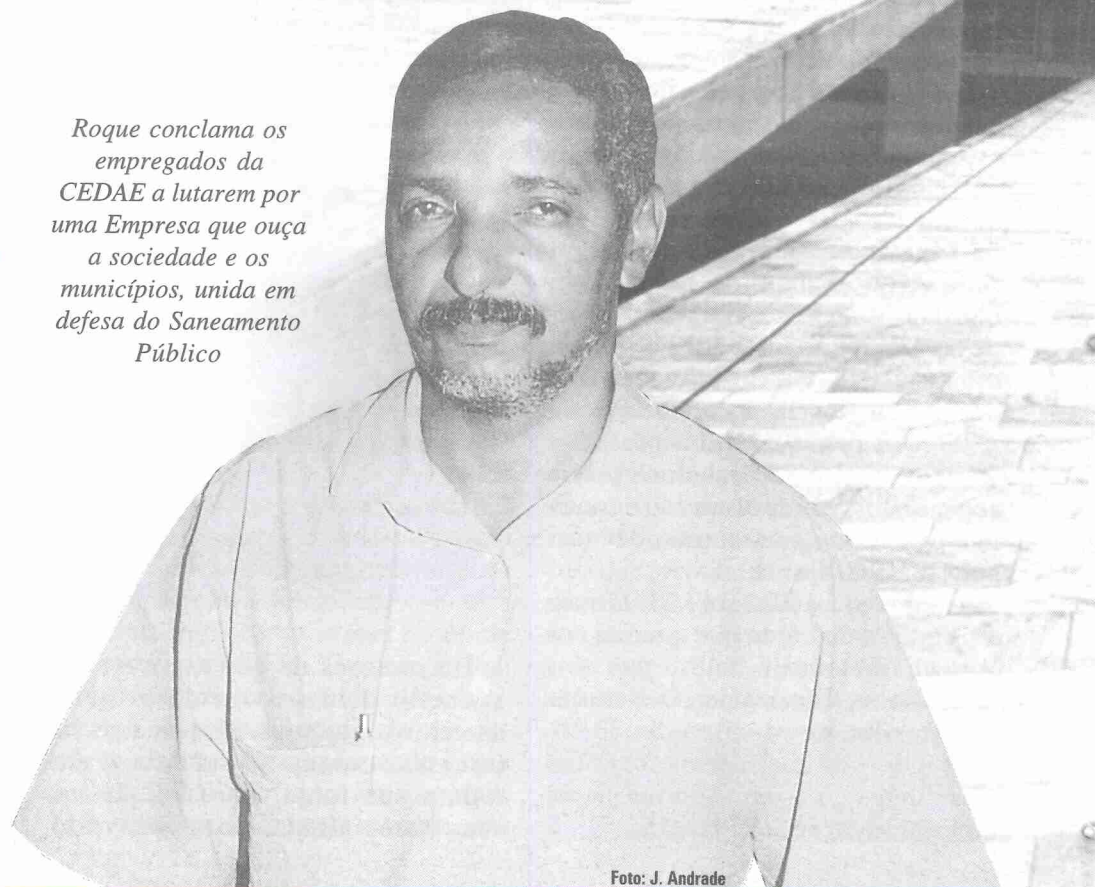 Roque conclama os
empregados da
CEDAE a lutarem por
uma Empresa que ouça
a sociedade e os
municípios, unida em
defesa do Saneamento
Público
Foto: J. Andrade